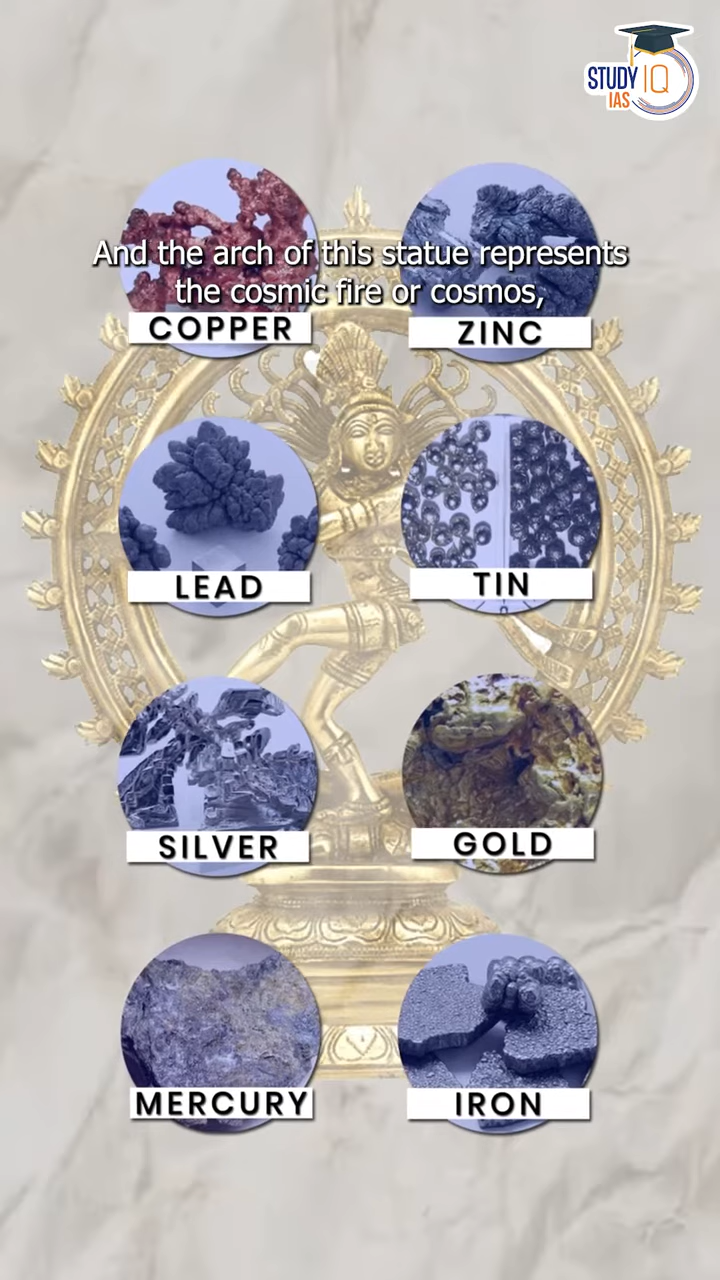 STUDY IQ
IAS
And the arch of this statue represents
the cosmic fire or cosmos,
COPPER
ZINC
LEAD
TIN
SILVER
GOLD
MERCURY
IRON